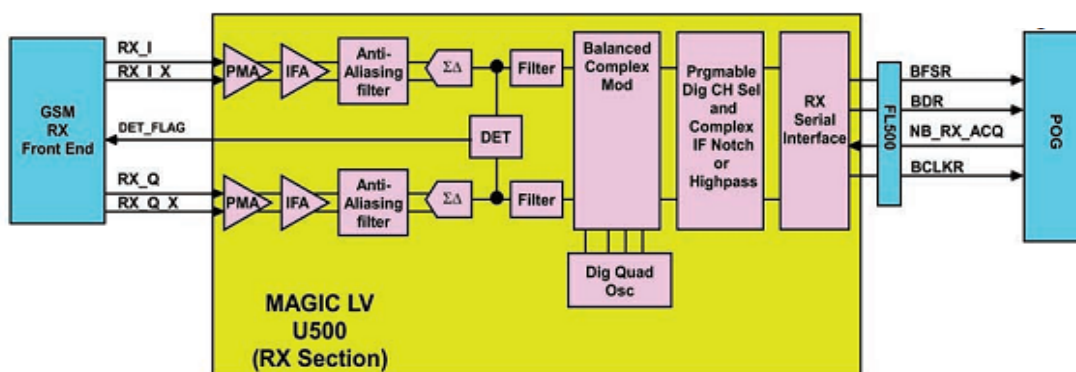 GSM
RX
Front End
RX_I
RX_I_X
DET_FLAG
RX_Q
RX_Q_X
PMA
IFA
Anti-
Aliasing
filter
ΣΔ
Filter
DET
PMA
IFA
Anti-
Aliasing
filter
ΣΔ
Filter
Balanced
Complex
Mod
Dig Quad
Osc
Prgmable
Dig CH Sel
and
Complex
IF Notch
or
Highpass
RX
Serial
Interface
FL500
BFSR
BDR
NB_RX_ACQ
BCLKR
POG
MAGIC LV
U500
(RX Section)